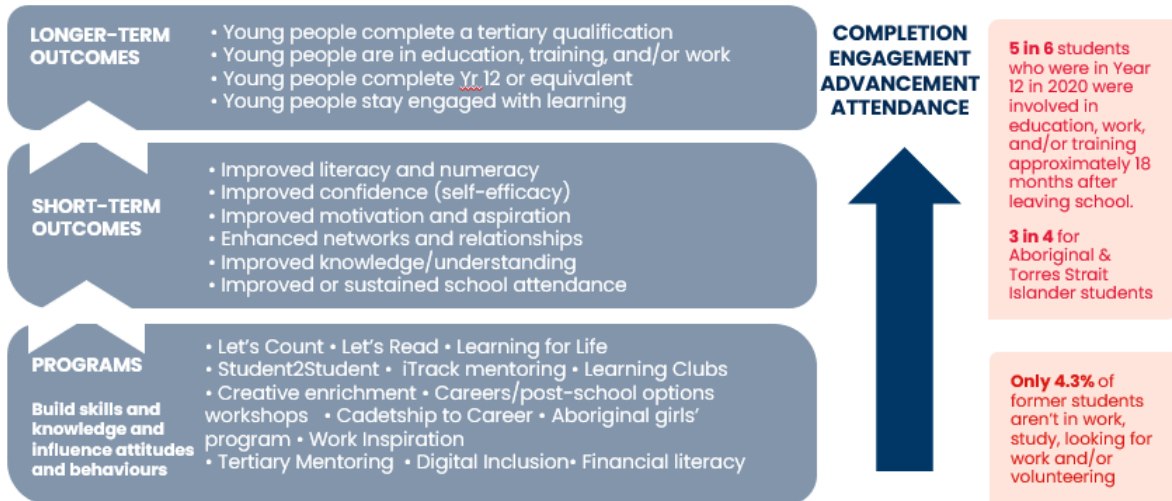 LONGER-TERM
OUTCOMES
• Young people complete a tertiary qualification
• Young people are in education, training, and/or work
• Young people complete Yr 12 or equivalent
• Young people stay engaged with learning
SHORT-TERM
OUTCOMES
• Improved literacy and numeracy
• Improved confidence (self-efficacy)
• Improved motivation and aspiration
• Enhanced networks and relationships
• Improved knowledge/understanding
• Improved or sustained school attendance
PROGRAMS
Build skills and
knowledge and
influence attitudes
and behaviours
• Let's Count • Let's Read • Learning for Life
• Student2Student • iTrack mentoring • Learning Clubs
• Creative enrichment • Careers/post-school options
workshops • Cadetship to Career • Aboriginal girls'
program • Work Inspiration
• Tertiary Mentoring • Digital Inclusion• Financial literacy
COMPLETION
ENGAGEMENT
ADVANCEMENT
ATTENDANCE
5 in 6 students
who were in Year
12 in 2020 were
involved in
education, work,
and/or training
approximately 18
months after
leaving school.
3 in 4 for
Aboriginal &
Torres Strait
Islander students
Only 4.3% of
former students
aren't in work,
study, looking for
work and/or
volunteering